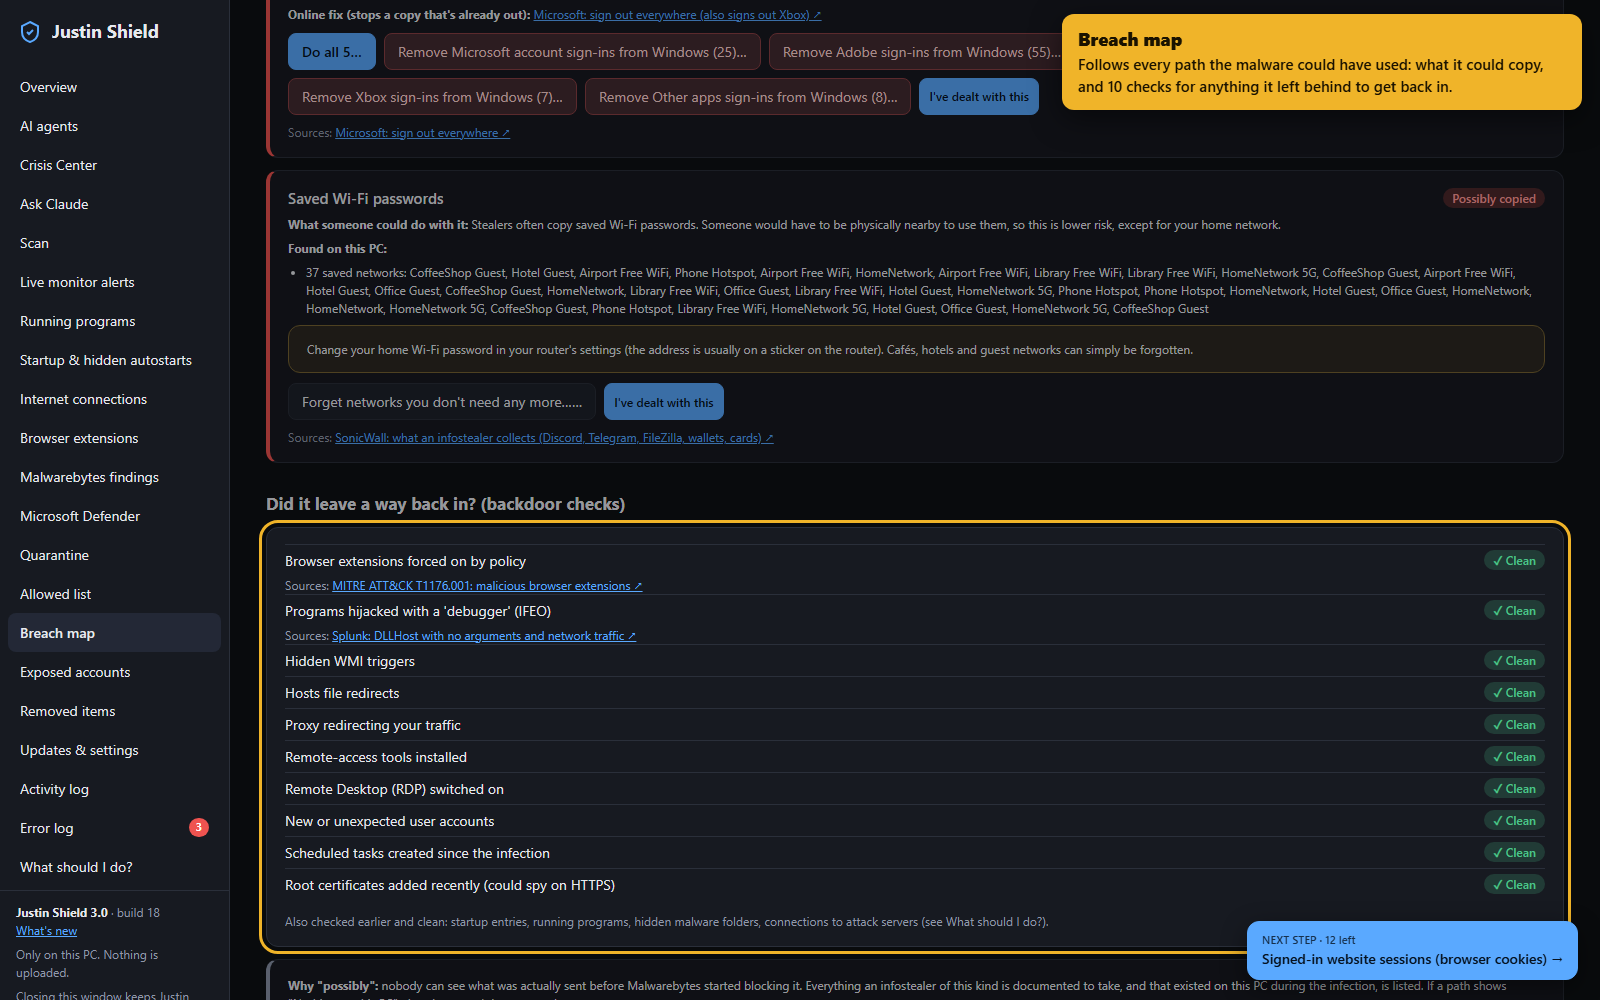 Justin Shield
Overview
AI agents
Crisis Center
Ask Claude
Scan
Live monitor alerts
Running programs
Startup & hidden autostarts
Internet connections
Browser extensions
Malwarebytes findings
Microsoft Defender
Quarantine
Allowed list
Breach map
Exposed accounts
Removed items
Updates & settings
Activity log
Error log 3
What should I do?
Justin Shield 3.0 · build 18
What's new
Only on this PC. Nothing is
uploaded.
Closing this window keeps Justin
Online fix (stops a copy that's already out): Microsoft: sign out everywhere (also signs out Xbox) ↗
Do all 5... Remove Microsoft account sign-ins from Windows (25)... Remove Adobe sign-ins from Windows (55)...
Remove Xbox sign-ins from Windows (7)... Remove Other apps sign-ins from Windows (8)... I've dealt with this
Sources: Microsoft: sign out everywhere ↗
Breach map
Follows every path the malware could have used: what it could copy,
and 10 checks for anything it left behind to get back in.
Saved Wi-Fi passwords Possibly copied
What someone could do with it: Stealers often copy saved Wi-Fi passwords. Someone would have to be physically nearby to use them, so this is lower risk, except for your home network.
Found on this PC:
• 37 saved networks: CoffeeShop Guest, Hotel Guest, Airport Free WiFi, Phone Hotspot, Airport Free WiFi, HomeNetwork, Airport Free WiFi, Library Free WiFi, Library Free WiFi, HomeNetwork 5G, CoffeeShop Guest, Airport Free WiFi,
Hotel Guest, Office Guest, CoffeeShop Guest, HomeNetwork, Library Free WiFi, Office Guest, Library Free WiFi, Hotel Guest, HomeNetwork 5G, Phone Hotspot, Phone Hotspot, HomeNetwork, Hotel Guest, Office Guest, HomeNetwork,
HomeNetwork, HomeNetwork 5G, CoffeeShop Guest, Phone Hotspot, Library Free WiFi, HomeNetwork 5G, Hotel Guest, Office Guest, HomeNetwork 5G, CoffeeShop Guest
Change your home Wi-Fi password in your router's settings (the address is usually on a sticker on the router). Cafés, hotels and guest networks can simply be forgotten.
Forget networks you don't need any more...... I've dealt with this
Sources: SonicWall: what an infostealer collects (Discord, Telegram, FileZilla, wallets, cards) ↗
Did it leave a way back in? (backdoor checks)
Browser extensions forced on by policy ✓ Clean
Sources: MITRE ATT&CK T1176.001: malicious browser extensions ↗
Programs hijacked with a 'debugger' (IFEO) ✓ Clean
Sources: Splunk: DLLHost with no arguments and network traffic ↗
Hidden WMI triggers ✓ Clean
Hosts file redirects ✓ Clean
Proxy redirecting your traffic ✓ Clean
Remote-access tools installed ✓ Clean
Remote Desktop (RDP) switched on ✓ Clean
New or unexpected user accounts ✓ Clean
Scheduled tasks created since the infection ✓ Clean
Root certificates added recently (could spy on HTTPS) ✓ Clean
Also checked earlier and clean: startup entries, running programs, hidden malware folders, connections to attack servers (see What should I do?).
NEXT STEP · 12 left
Signed-in website sessions (browser cookies) →
Why "possibly": nobody can see what was actually sent before Malwarebytes started blocking it. Everything an infostealer of this kind is documented to take, and that existed on this PC during the infection, is listed. If a path shows